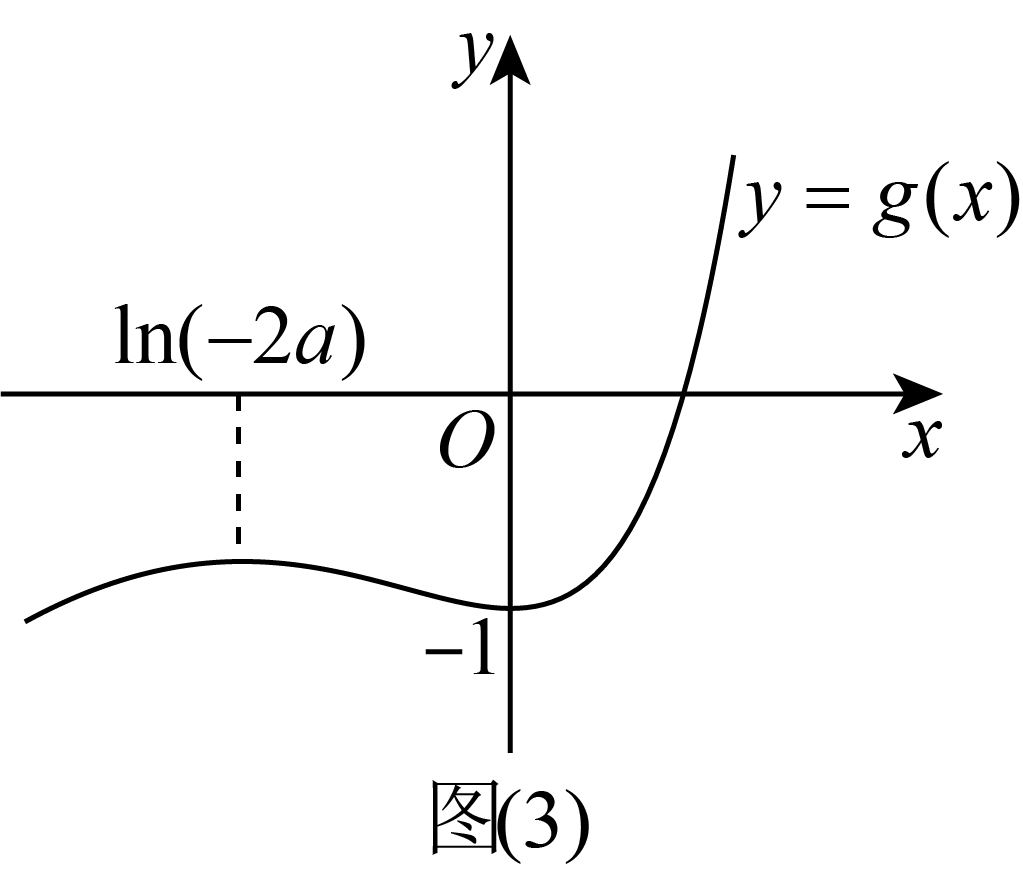 y
y = g(x)
ln(−2a)
O
x
−1
图(3)